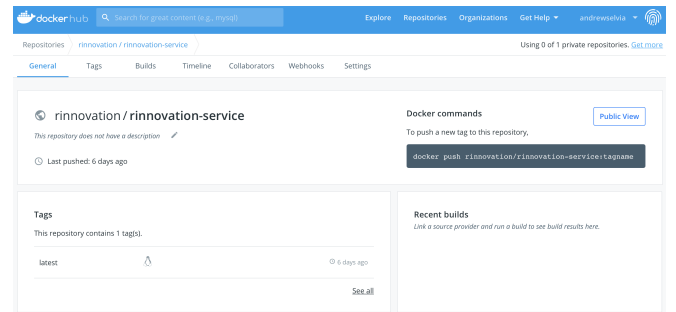 dockerhub
Search for great content (e.g., mysql)
Explore Repositories Organizations Get Help andrewselvia
Repositories rinnovation / rinnovation-service
Using 0 of 1 private repositories. Get more
General Tags Builds Timeline Collaborators Webhooks Settings
rinnovation / rinnovation-service
This repository does not have a description
Last pushed: 6 days ago
Docker commands
Public View
To push a new tag to this repository,
docker push rinnovation/rinnovation-service:tagname
Tags
This repository contains 1 tag(s).
latest
6 days ago
See all
Recent builds
Link a source provider and run a build to see build results here.